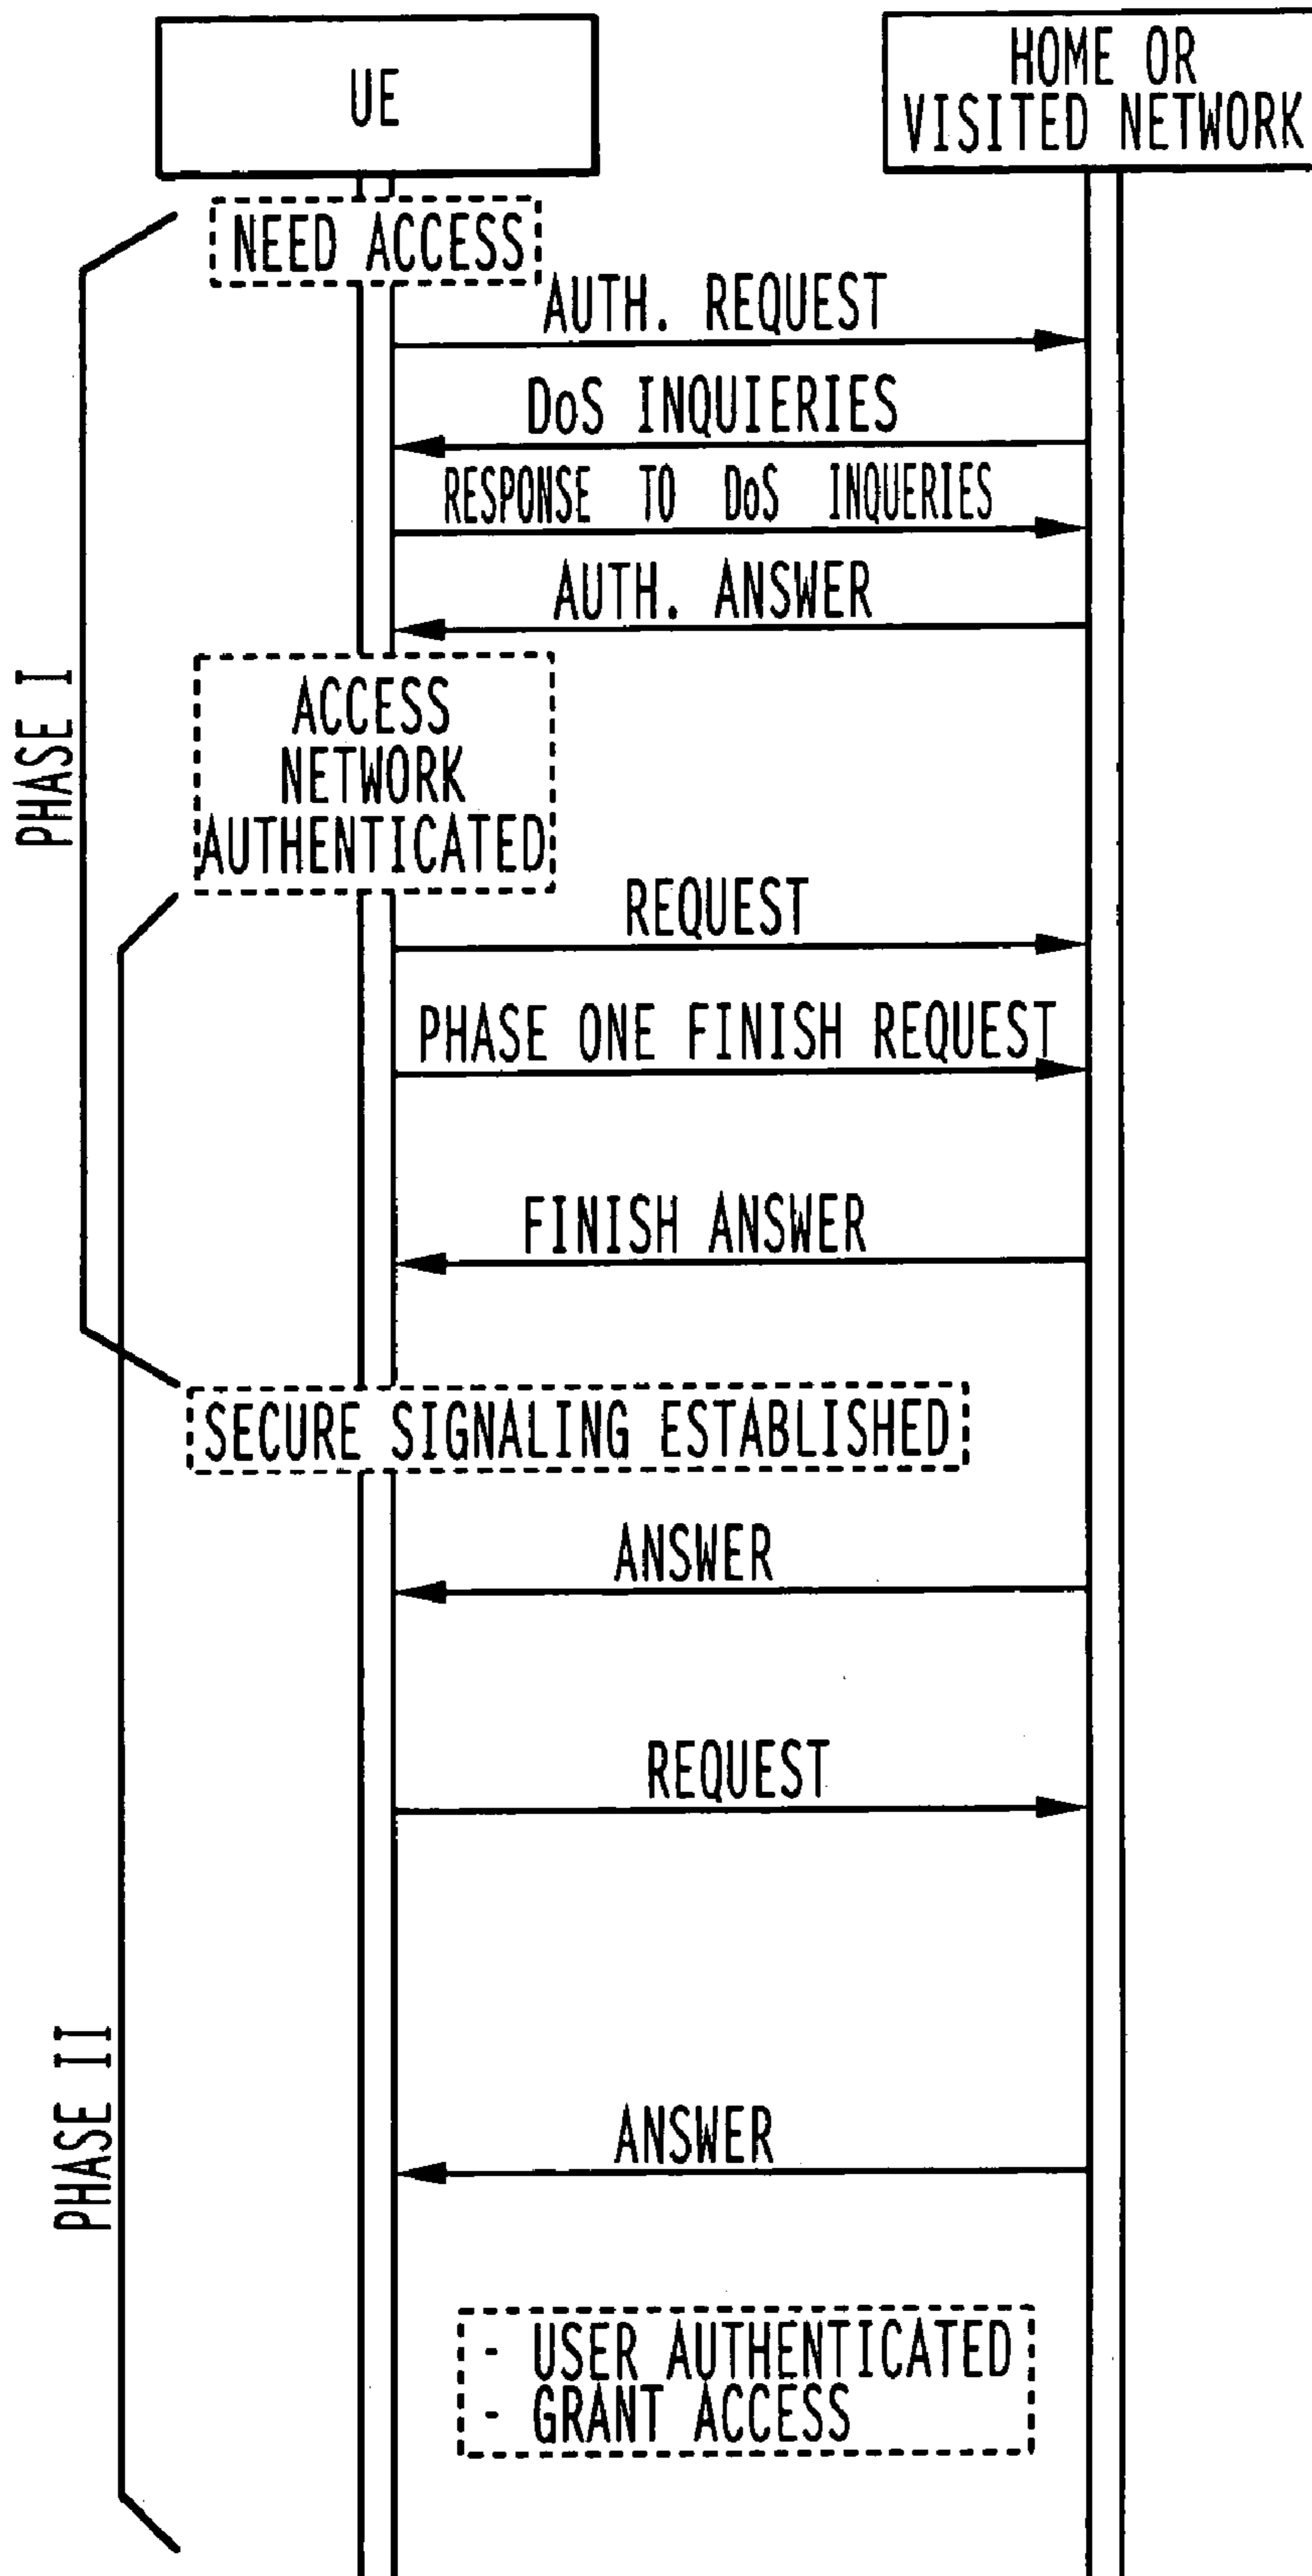 UE
HOME OR
VISITED NETWORK
NEED ACCESS
AUTH. REQUEST
DoS INQUIERIES
RESPONSE TO DoS INQUERIES
AUTH. ANSWER
PHASE I
ACCESS
NETWORK
AUTHENTICATED
REQUEST
PHASE ONE FINISH REQUEST
FINISH ANSWER
SECURE SIGNALING ESTABLISHED
ANSWER
REQUEST
PHASE II
ANSWER
- USER AUTHENTICATED
- GRANT ACCESS